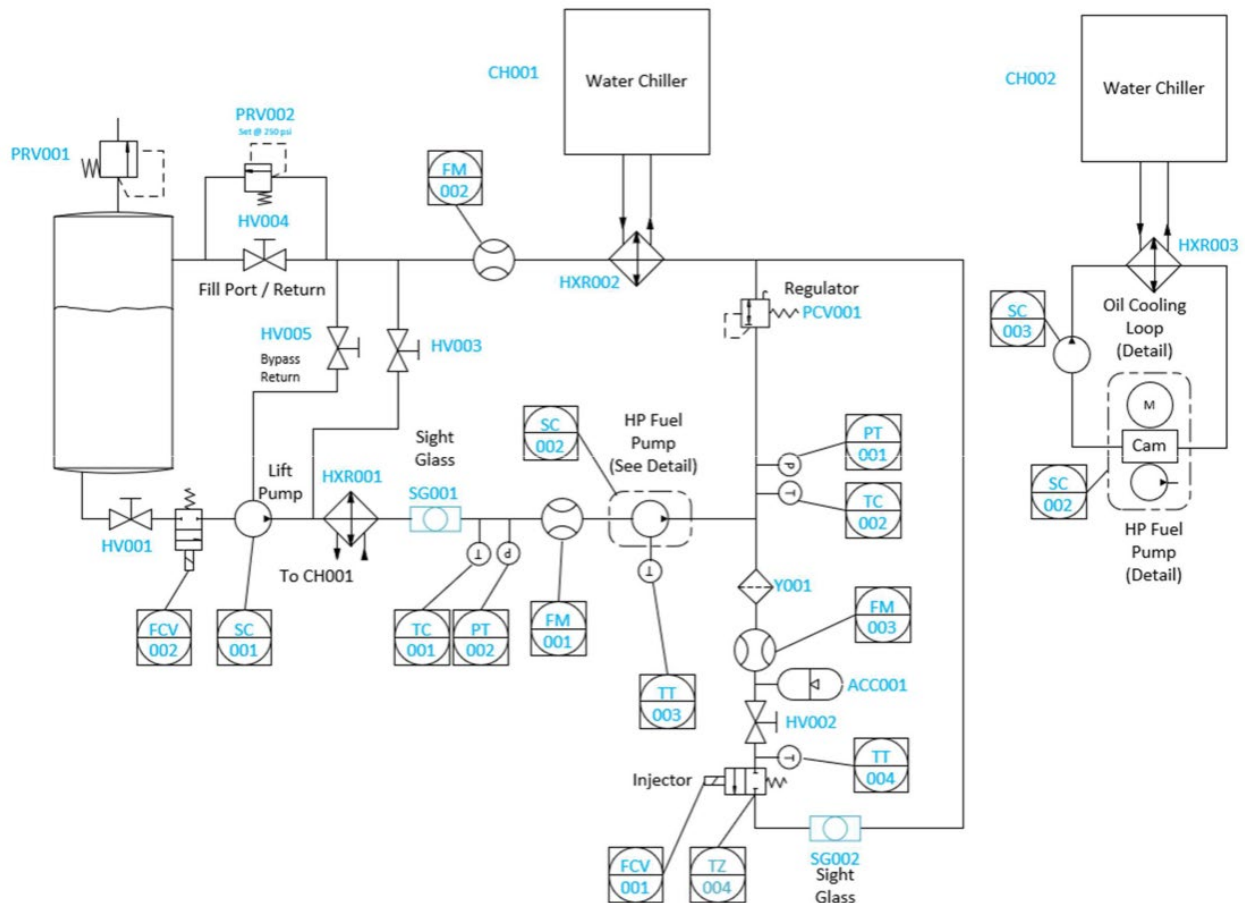 CH001
Water Chiller
CH002
Water Chiller
PRV002
Set @ 250 psi
PRV001
FM
002
HV004
HXR003
HXR002
Fill Port / Return
Regulator
PCV001
Oil Cooling
Loop
(Detail)
SC
003
HV005
Bypass
Return
HV003
M
Cam
SC
002
HP Fuel
Pump
(See Detail)
PT
001
P
Sight
Glass
Lift
Pump
HXR001
SG001
T
TC
002
SC
002
HP Fuel
Pump
(Detail)
HV001
To CH001
T
P
T
Y001
FM
003
FCV
002
SC
001
TC
001
PT
002
FM
001
TT
003
ACC001
HV002
T
TT
004
Injector
FCV
001
TZ
004
SG002
Sight
Glass